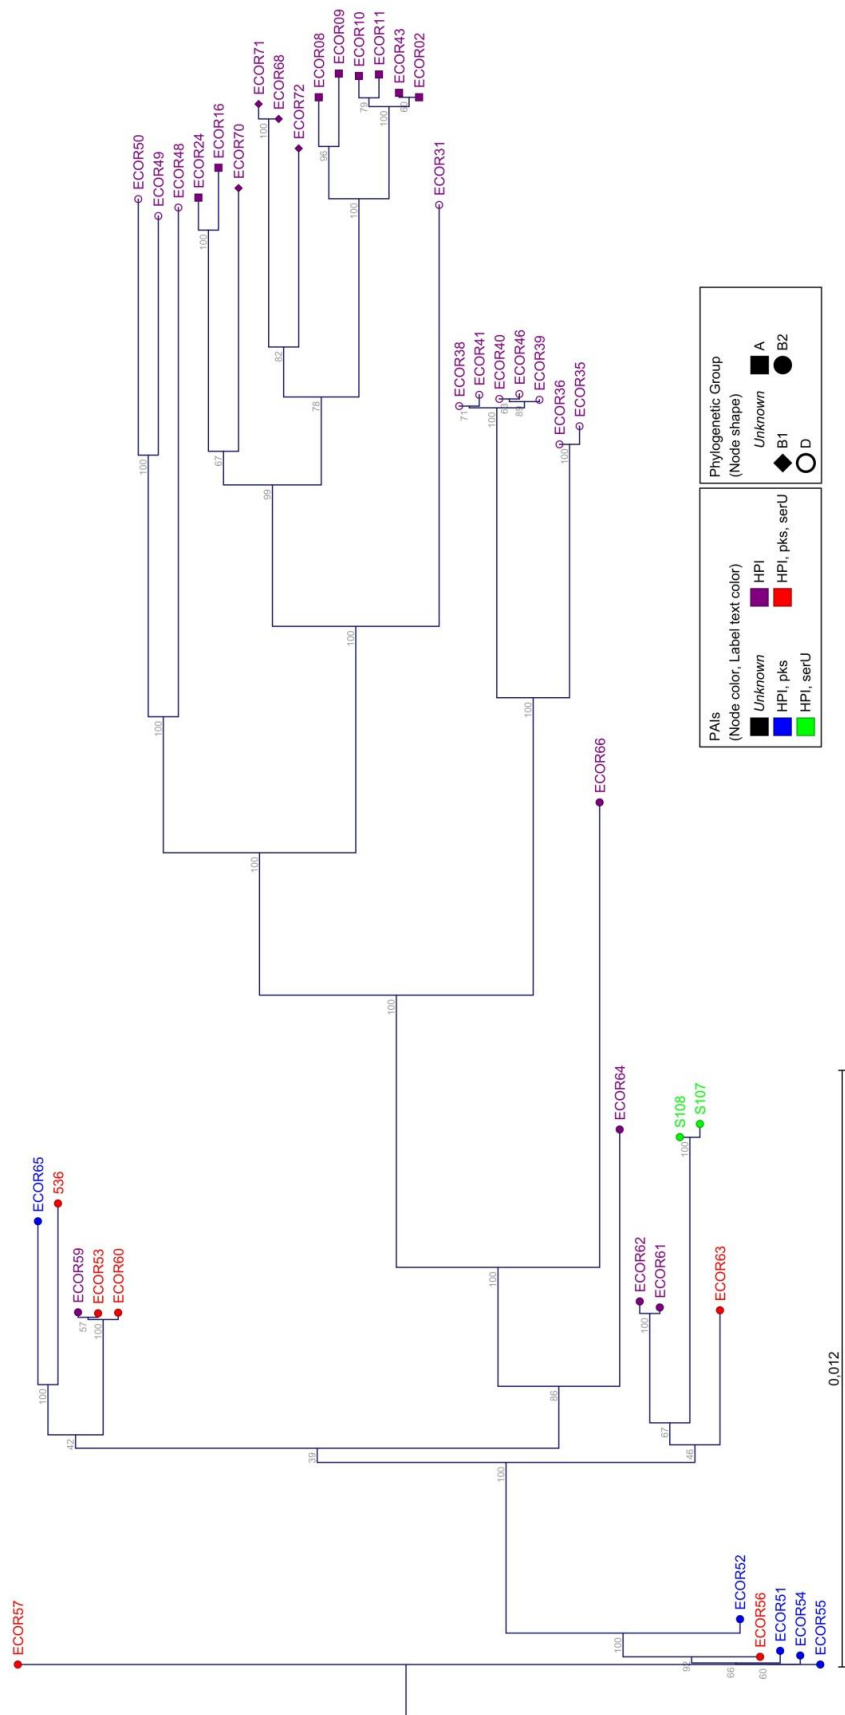 ECOR57
ECOR65
100
536
42
ECOR59
57
ECOR53
100
ECOR60
39
ECOR50
100
ECOR49
100
ECOR48
100
ECOR24
100
ECOR16
67
ECOR70
99
ECOR71
100
ECOR68
82
ECOR72
78
ECOR08
96
ECOR09
100
ECOR10
79
ECOR11
100
ECOR43
60
ECOR02
100
ECOR31
100
ECOR38
71
ECOR41
100
ECOR40
ECOR46
89
ECOR39
100
ECOR36
100
ECOR35
100
ECOR66
86
ECOR64
100
ECOR62
100
ECOR61
67
S108
100
S107
46
ECOR63
100
ECOR52
ECOR56
66
ECOR51
60
ECOR54
ECOR55
0,012
PAIs
(Node color, Label text color)
Unknown
HPI
HPI, pks
HPI, pks, serU
HPI, serU
Phylogenetic Group
(Node shape)
Unknown
A
B1
B2
D